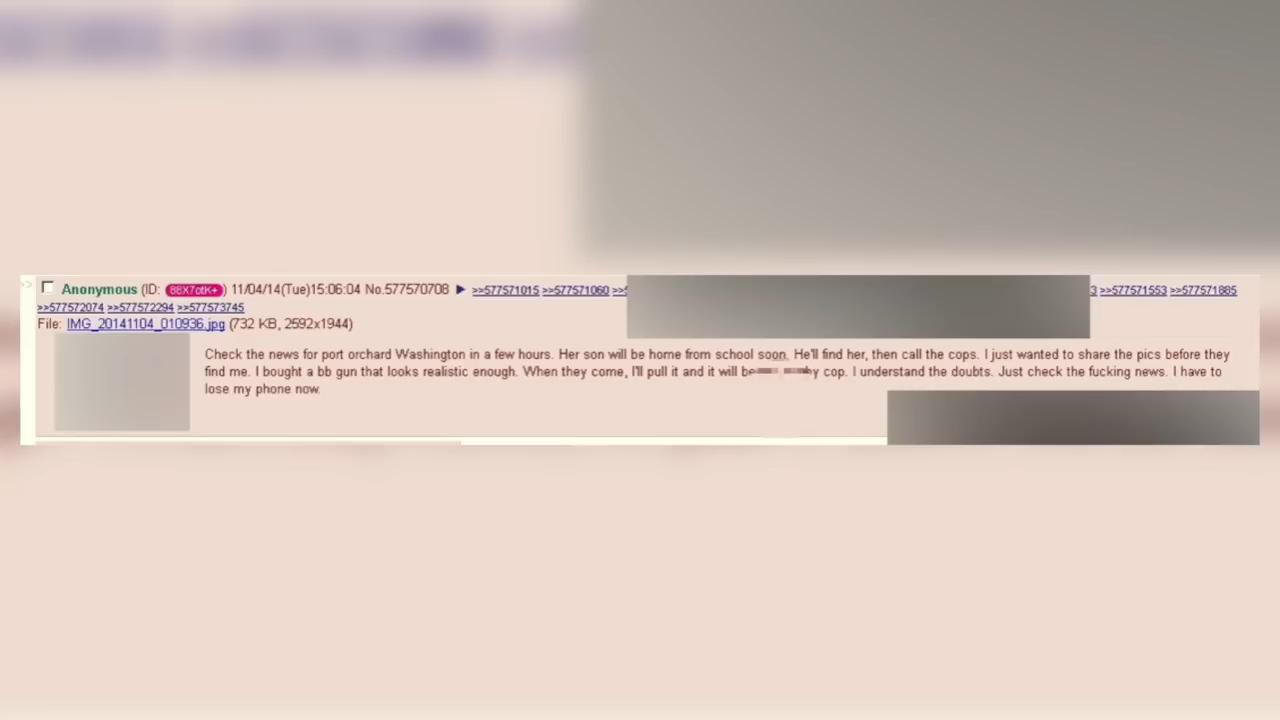 Anonymous (ID: 88X7otK+) 11/04/14(Tue)15:06:04 No.577570708 ▶ >>577571015 >>577571060 >>5 3 >>577571553 >>577571885
>>577572074 >>577572294 >>577573745
File: IMG_20141104_010936.jpg (732 KB, 2592x1944)
Check the news for port orchard Washington in a few hours. Her son will be home from school soon. He'll find her, then call the cops. I just wanted to share the pics before they
find me. I bought a bb gun that looks realistic enough. When they come, I'll pull it and it will be by cop. I understand the doubts. Just check the fucking news. I have to
lose my phone now.